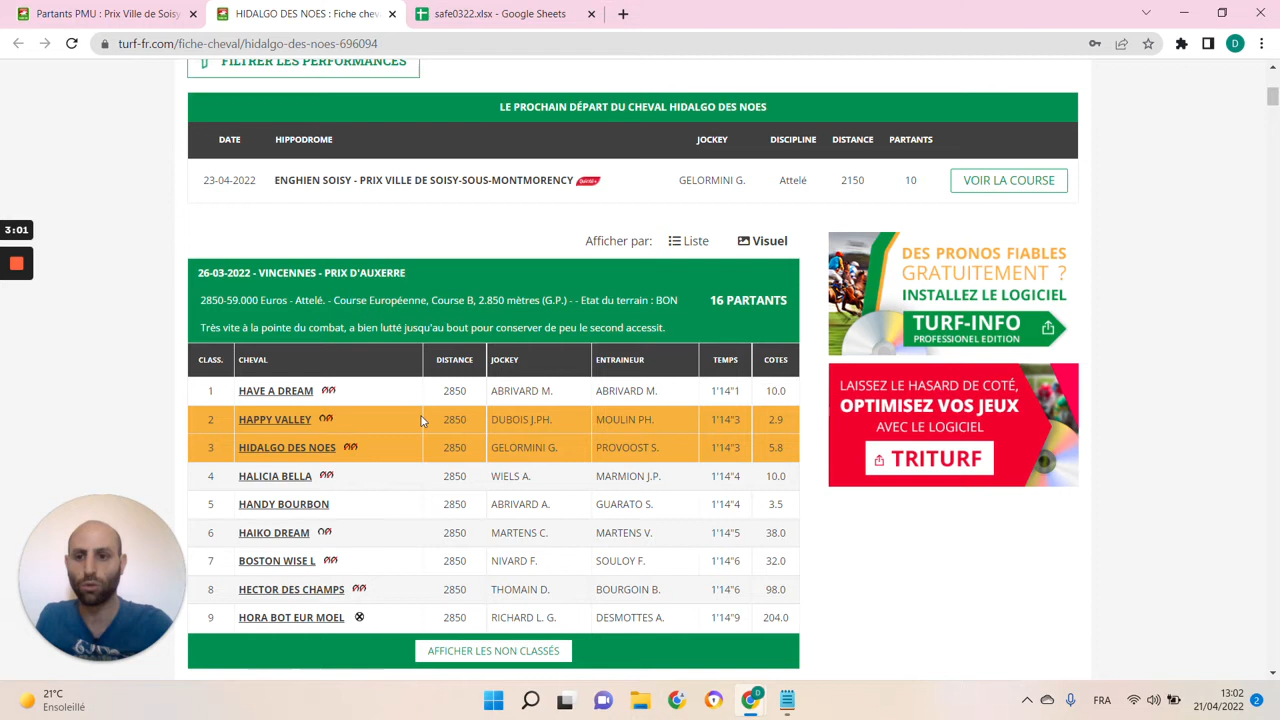 Partants PMU : Prix Ville de Soisy
HIDALGO DES NOES : Fiche cheva
safe0322.xlsx - Google Sheets
turf-fr.com/fiche-cheval/hidalgo-des-noes-696094
D
FILTRER LES PERFORMANCES
LE PROCHAIN DÉPART DU CHEVAL HIDALGO DES NOES
DATE HIPPODROME JOCKEY DISCIPLINE DISTANCE PARTANTS
23-04-2022 ENGHIEN SOISY - PRIX VILLE DE SOISY-SOUS-MONTMORENCY GELORMINI G. Attelé 2150 10 VOIR LA COURSE
3:01
Afficher par: Liste Visuel
26-03-2022 - VINCENNES - PRIX D'AUXERRE
2850-59.000 Euros - Attelé. - Course Européenne, Course B, 2.850 mètres (G.P.) - - Etat du terrain : BON 16 PARTANTS
Très vite à la pointe du combat, a bien lutté jusqu'au bout pour conserver de peu le second accessit.
CLASS. CHEVAL DISTANCE JOCKEY ENTRAINEUR TEMPS COTES
1 HAVE A DREAM 2850 ABRIVARD M. ABRIVARD M. 1'14"1 10.0
2 HAPPY VALLEY 2850 DUBOIS J.PH. MOULIN PH. 1'14"3 2.9
3 HIDALGO DES NOES 2850 GELORMINI G. PROVOOST S. 1'14"3 5.8
4 HALICIA BELLA 2850 WIELS A. MARMION J.P. 1'14"4 10.0
5 HANDY BOURBON 2850 ABRIVARD A. GUARATO S. 1'14"4 3.5
6 HAIKO DREAM 2850 MARTENS C. MARTENS V. 1'14"5 38.0
7 BOSTON WISE L 2850 NIVARD F. SOULOY F. 1'14"6 32.0
8 HECTOR DES CHAMPS 2850 THOMAIN D. BOURGOIN B. 1'14"6 98.0
9 HORA BOT EUR MOEL 2850 RICHARD L. G. DESMOTTES A. 1'14"9 204.0
AFFICHER LES NON CLASSÉS
DES PRONOS FIABLES
GRATUITEMENT ?
INSTALLEZ LE LOGICIEL
TURF-INFO
PROFESSIONEL EDITION
LAISSEZ LE HASARD DE COTÉ,
OPTIMISEZ VOS JEUX
AVEC LE LOGICIEL
TRITURF
21°C
Ensoleillé
D
FRA
13:02
21/04/2022
2